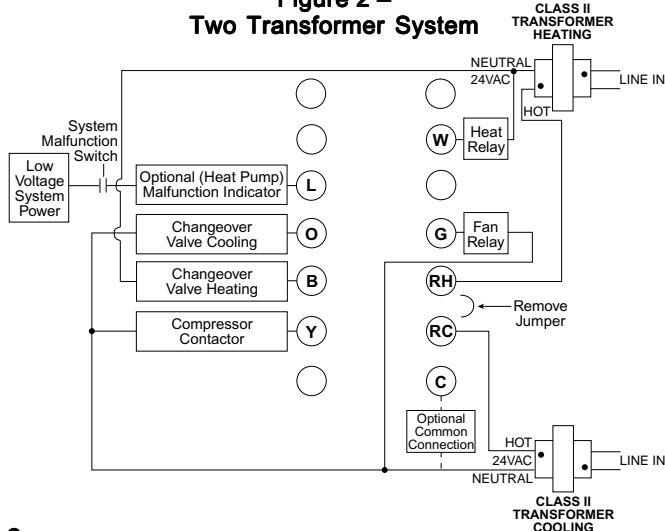 Figure 2 –
Two Transformer System
CLASS II
TRANSFORMER
HEATING
NEUTRAL
24VAC
HOT
LINE IN
System
Malfunction
Switch
Low
Voltage
System
Power
Optional (Heat Pump)
Malfunction Indicator
L
Changeover
Valve Cooling
O
Changeover
Valve Heating
B
Compressor
Contactor
Y
W
Heat
Relay
G
Fan
Relay
RH
Remove
Jumper
RC
C
Optional
Common
Connection
HOT
24VAC
NEUTRAL
LINE IN
CLASS II
TRANSFORMER
COOLING